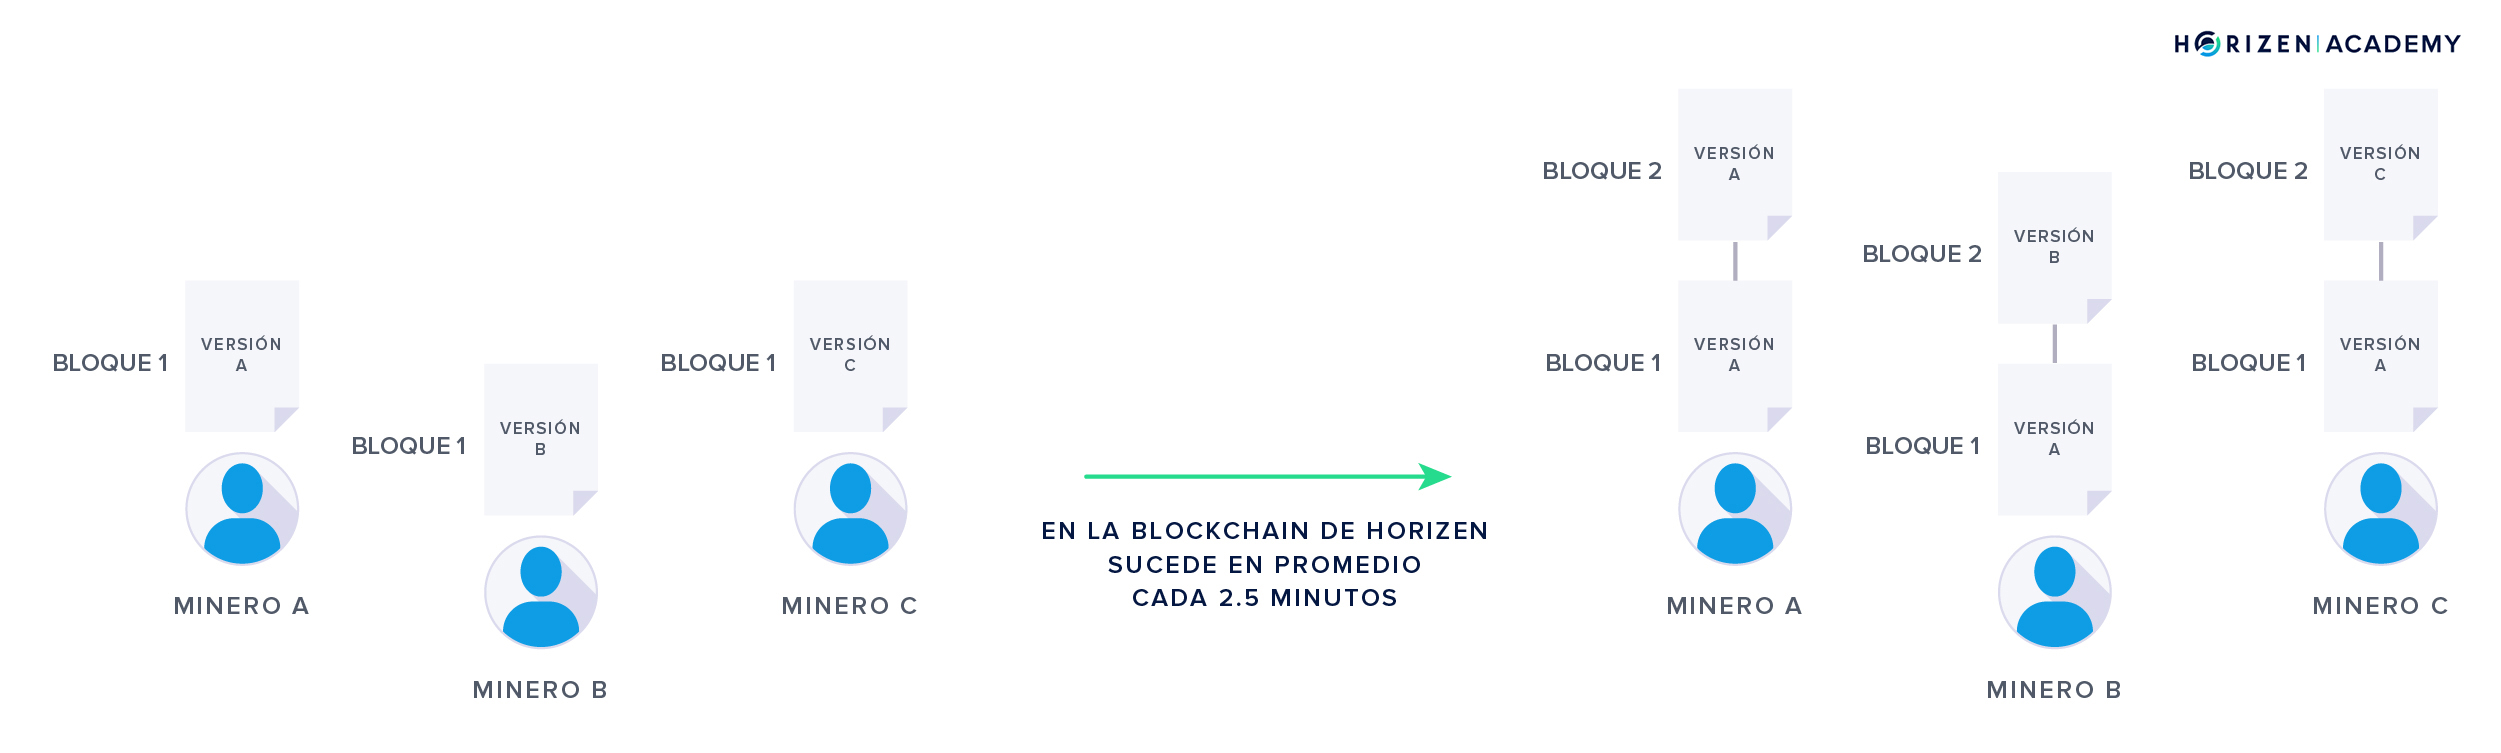 HORIZEN | ACADEMY
BLOQUE 1
VERSIÓN
A
MINERO A
BLOQUE 1
VERSIÓN
B
MINERO B
BLOQUE 1
VERSIÓN
C
MINERO C
EN LA BLOCKCHAIN DE HORIZEN
SUCEDE EN PROMEDIO
CADA 2.5 MINUTOS
BLOQUE 2
VERSIÓN
A
BLOQUE 1
VERSIÓN
A
MINERO A
BLOQUE 2
VERSIÓN
B
BLOQUE 1
VERSIÓN
A
MINERO B
BLOQUE 2
VERSIÓN
C
BLOQUE 1
VERSIÓN
A
MINERO C